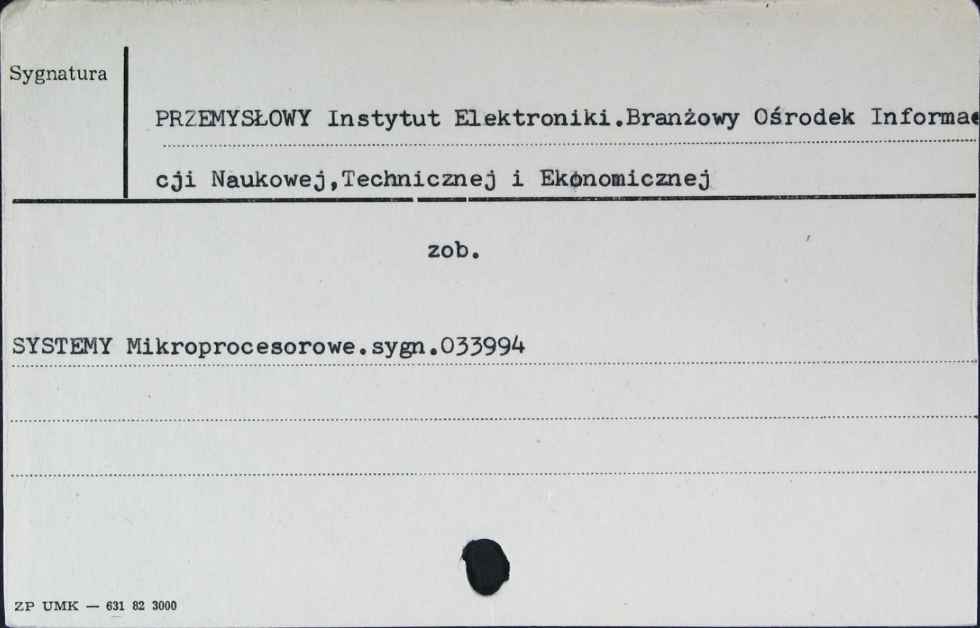 Sygnatura
PRZEMYSŁOWY Instytut Elektroniki.Branżowy Ośrodek Informa
cji Naukowej,Technicznej i Ekonomicznej
zob.
SYSTEMY Mikroprocesorowe.sygn.033994
ZP UMK — 631 82 3000